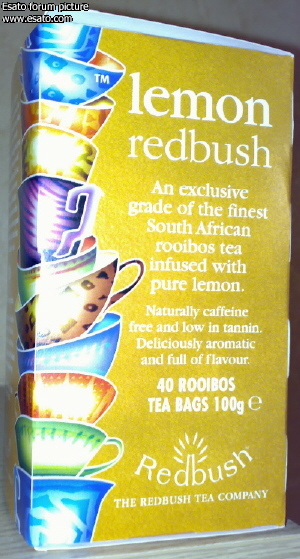 Esato forum picture
www.esato.com
TM
lemon
redbush
An exclusive
grade of the finest
South African
rooibos tea
infused with
pure lemon.
Naturally caffeine
free and low in tannin.
Deliciously aromatic
and full of flavour.
40 ROOIBOS
TEA BAGS 100g ℮
Redbush
THE REDBUSH TEA COMPANY